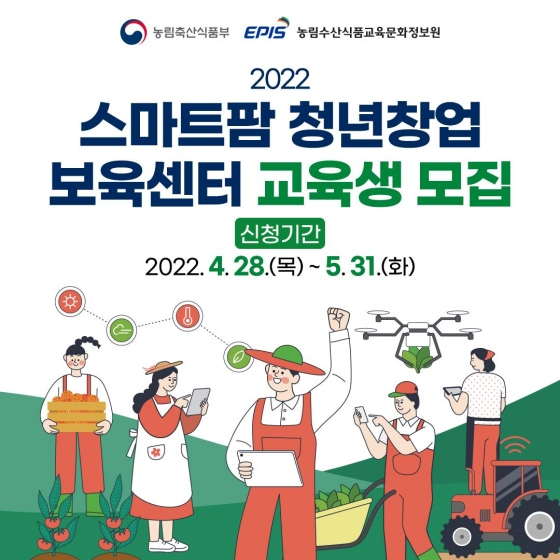 농림축산식품부 EPIS 농림수산식품교육문화정보원
2022
스마트팜 청년창업
보육센터 교육생 모집
신청기간
2022. 4. 28.(목) ~ 5. 31.(화)